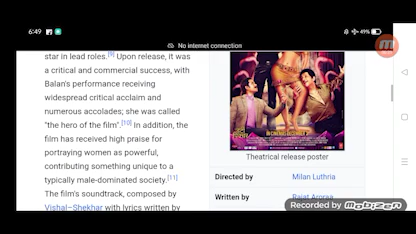 6:49
49%
No internet connection
star in lead roles.[9] Upon release, it was
a critical and commercial success, with
Balan's performance receiving
widespread critical acclaim and
numerous accolades; she was called
"the hero of the film".[10] In addition, the
film has received high praise for
portraying women as powerful,
contributing something unique to a
typically male-dominated society.[11]
The film's soundtrack, composed by
Vishal–Shekhar with lyrics written by
Theatrical release poster
Directed by Milan Luthria
Written by Rajat Aroraa
Recorded by Mobizen